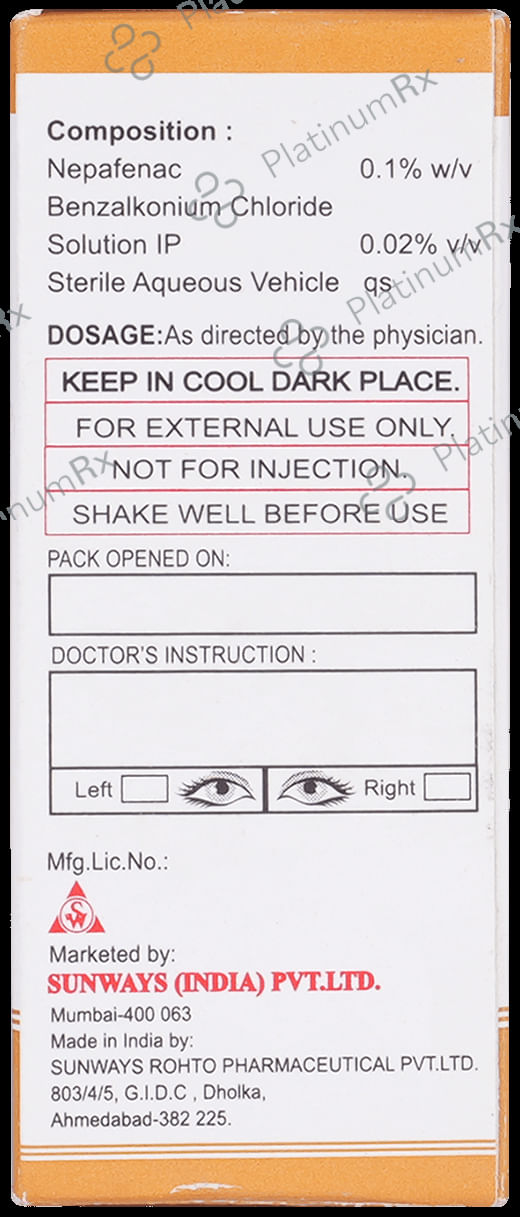 Composition :
Nepafenac 0.1% w/v
Benzalkonium Chloride
Solution IP 0.02% v/v
Sterile Aqueous Vehicle qs
DOSAGE:As directed by the physician.
KEEP IN COOL DARK PLACE.
FOR EXTERNAL USE ONLY.
NOT FOR INJECTION.
SHAKE WELL BEFORE USE
PACK OPENED ON:
DOCTOR'S INSTRUCTION :
Left Right
Mfg.Lic.No.:
SW
Marketed by:
SUNWAYS (INDIA) PVT.LTD.
Mumbai-400 063
Made in India by:
SUNWAYS ROHTO PHARMACEUTICAL PVT.LTD.
803/4/5, G.I.D.C , Dholka,
Ahmedabad-382 225.
PlatinumRx
PlatinumRx